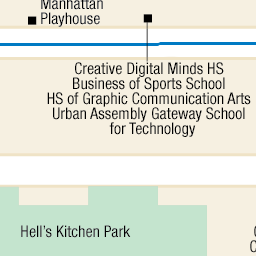 Manhattan
Playhouse
Creative Digital Minds HS
Business of Sports School
HS of Graphic Communication Arts
Urban Assembly Gateway School
for Technology
Hell's Kitchen Park